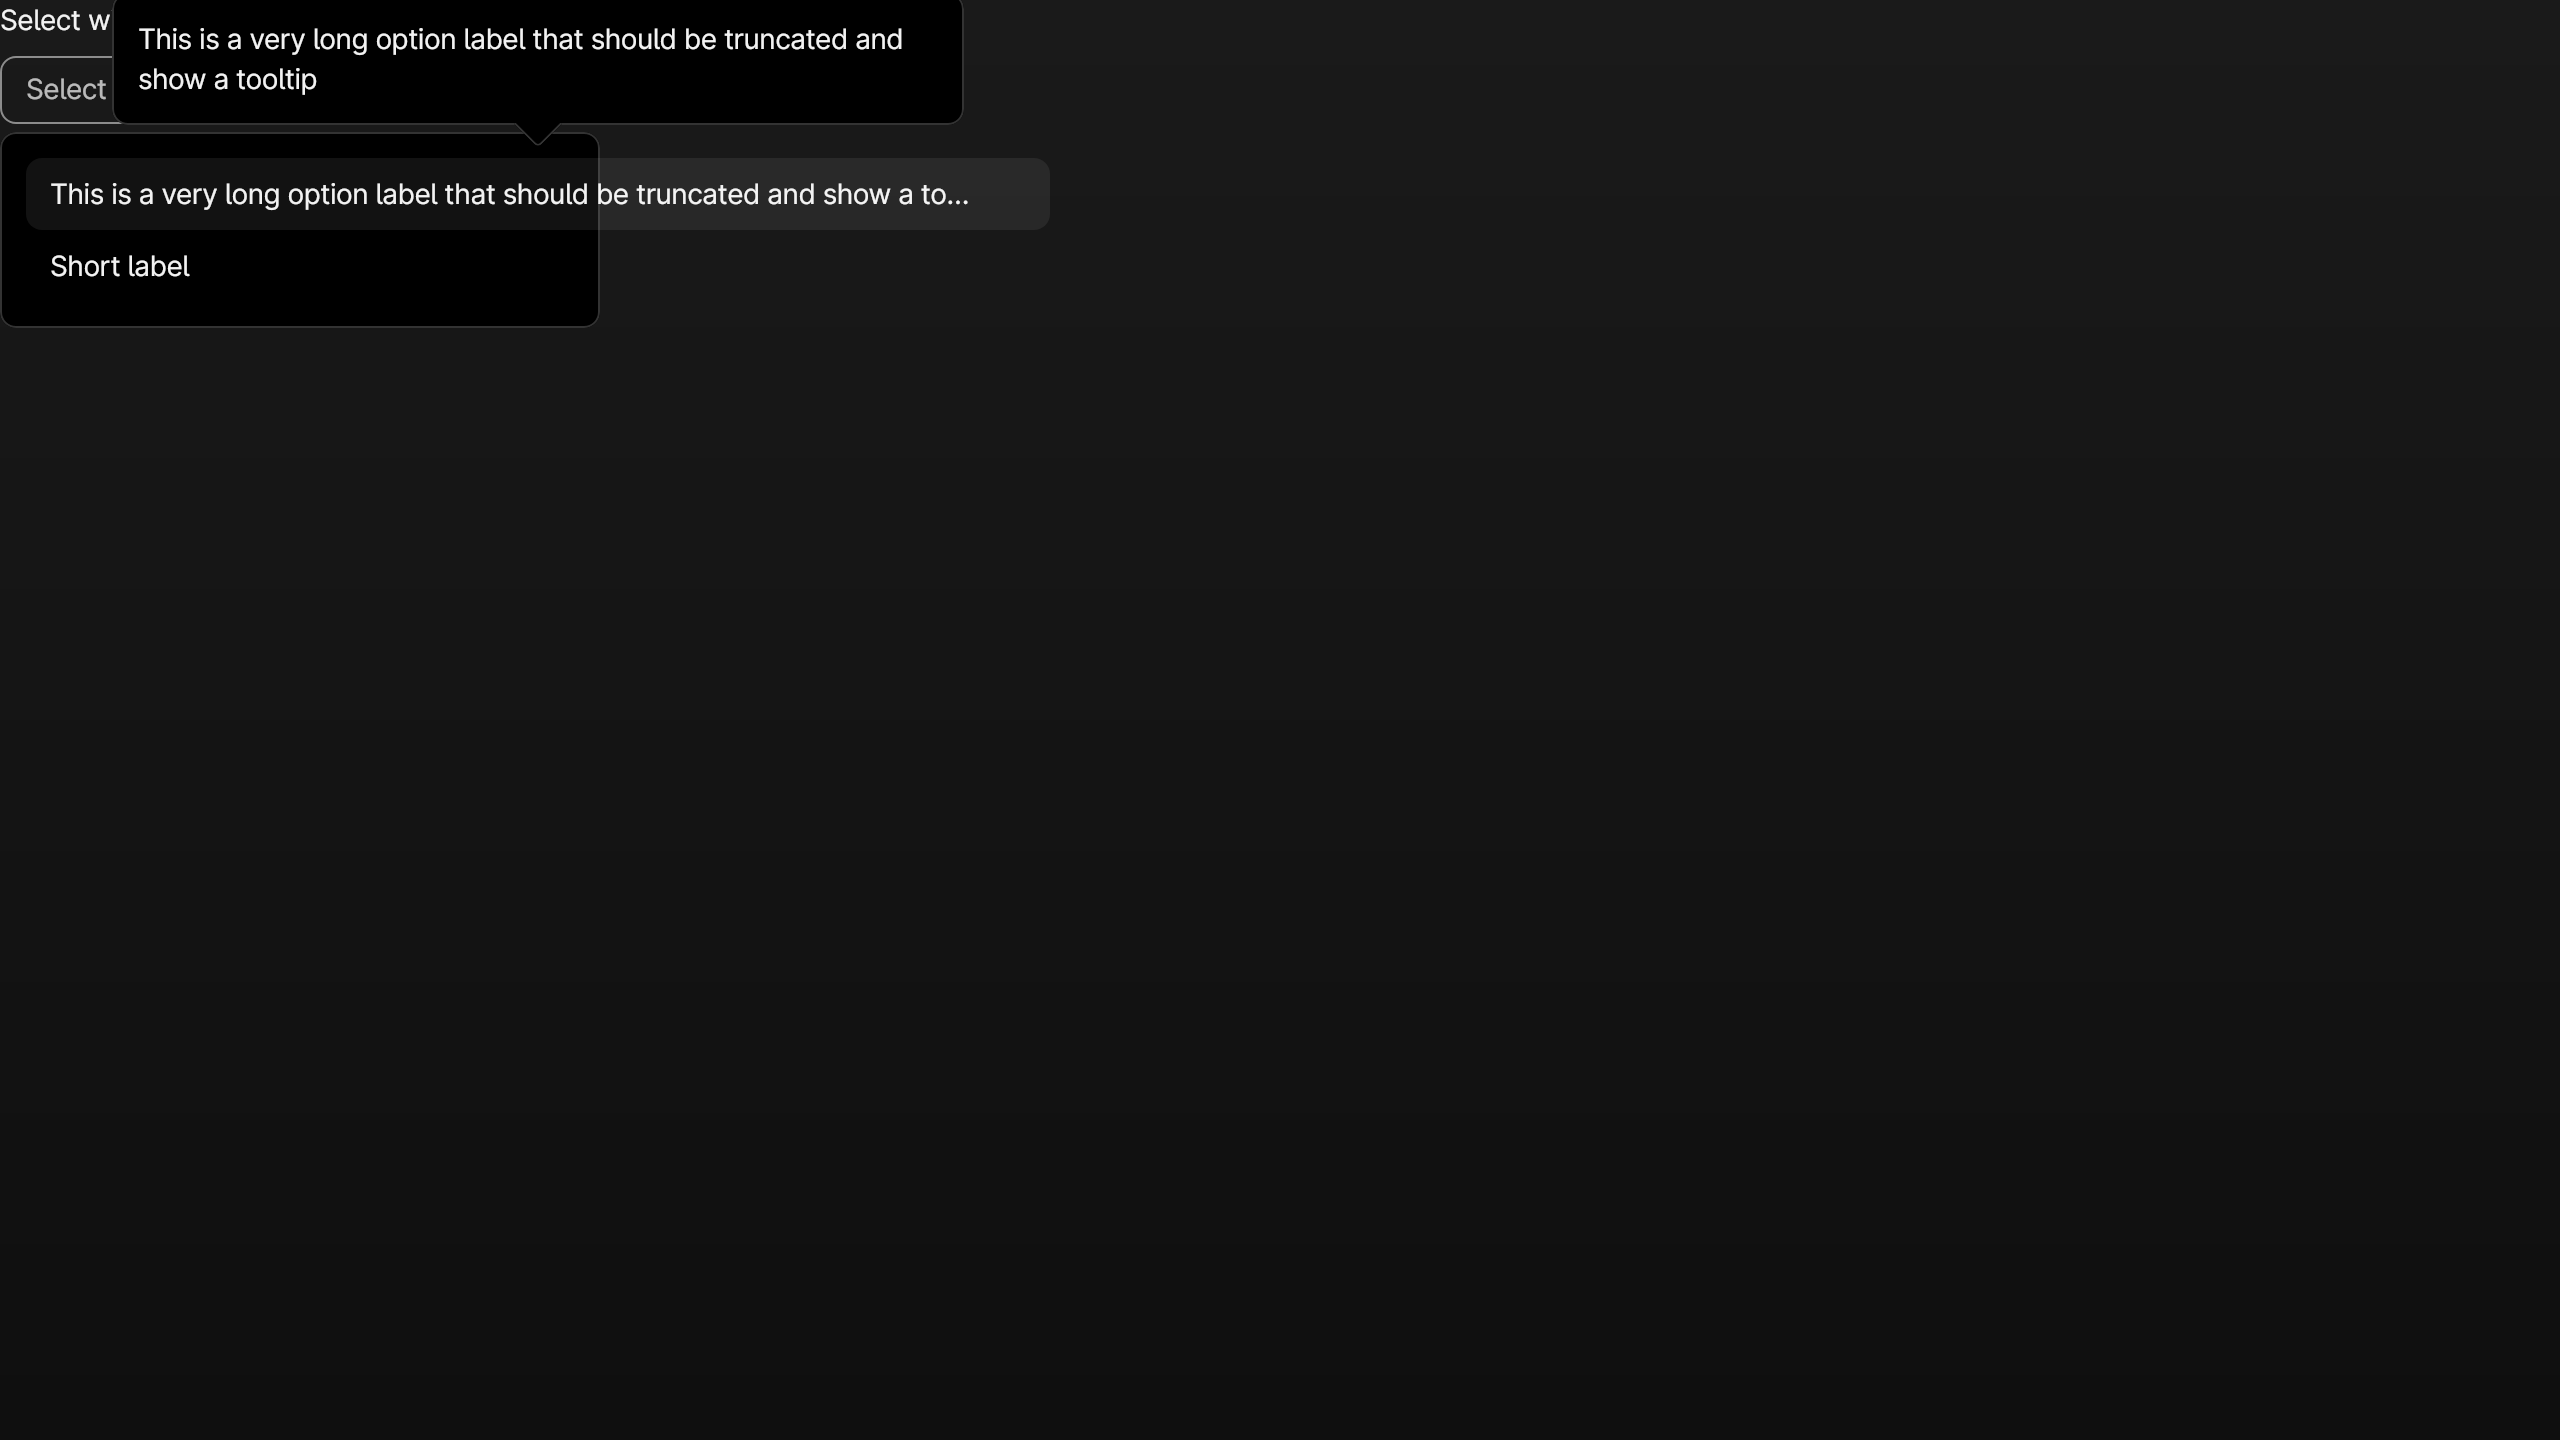 Select w
This is a very long option label that should be truncated and
show a tooltip
Select
This is a very long option label that should be truncated and show a to...
Short label